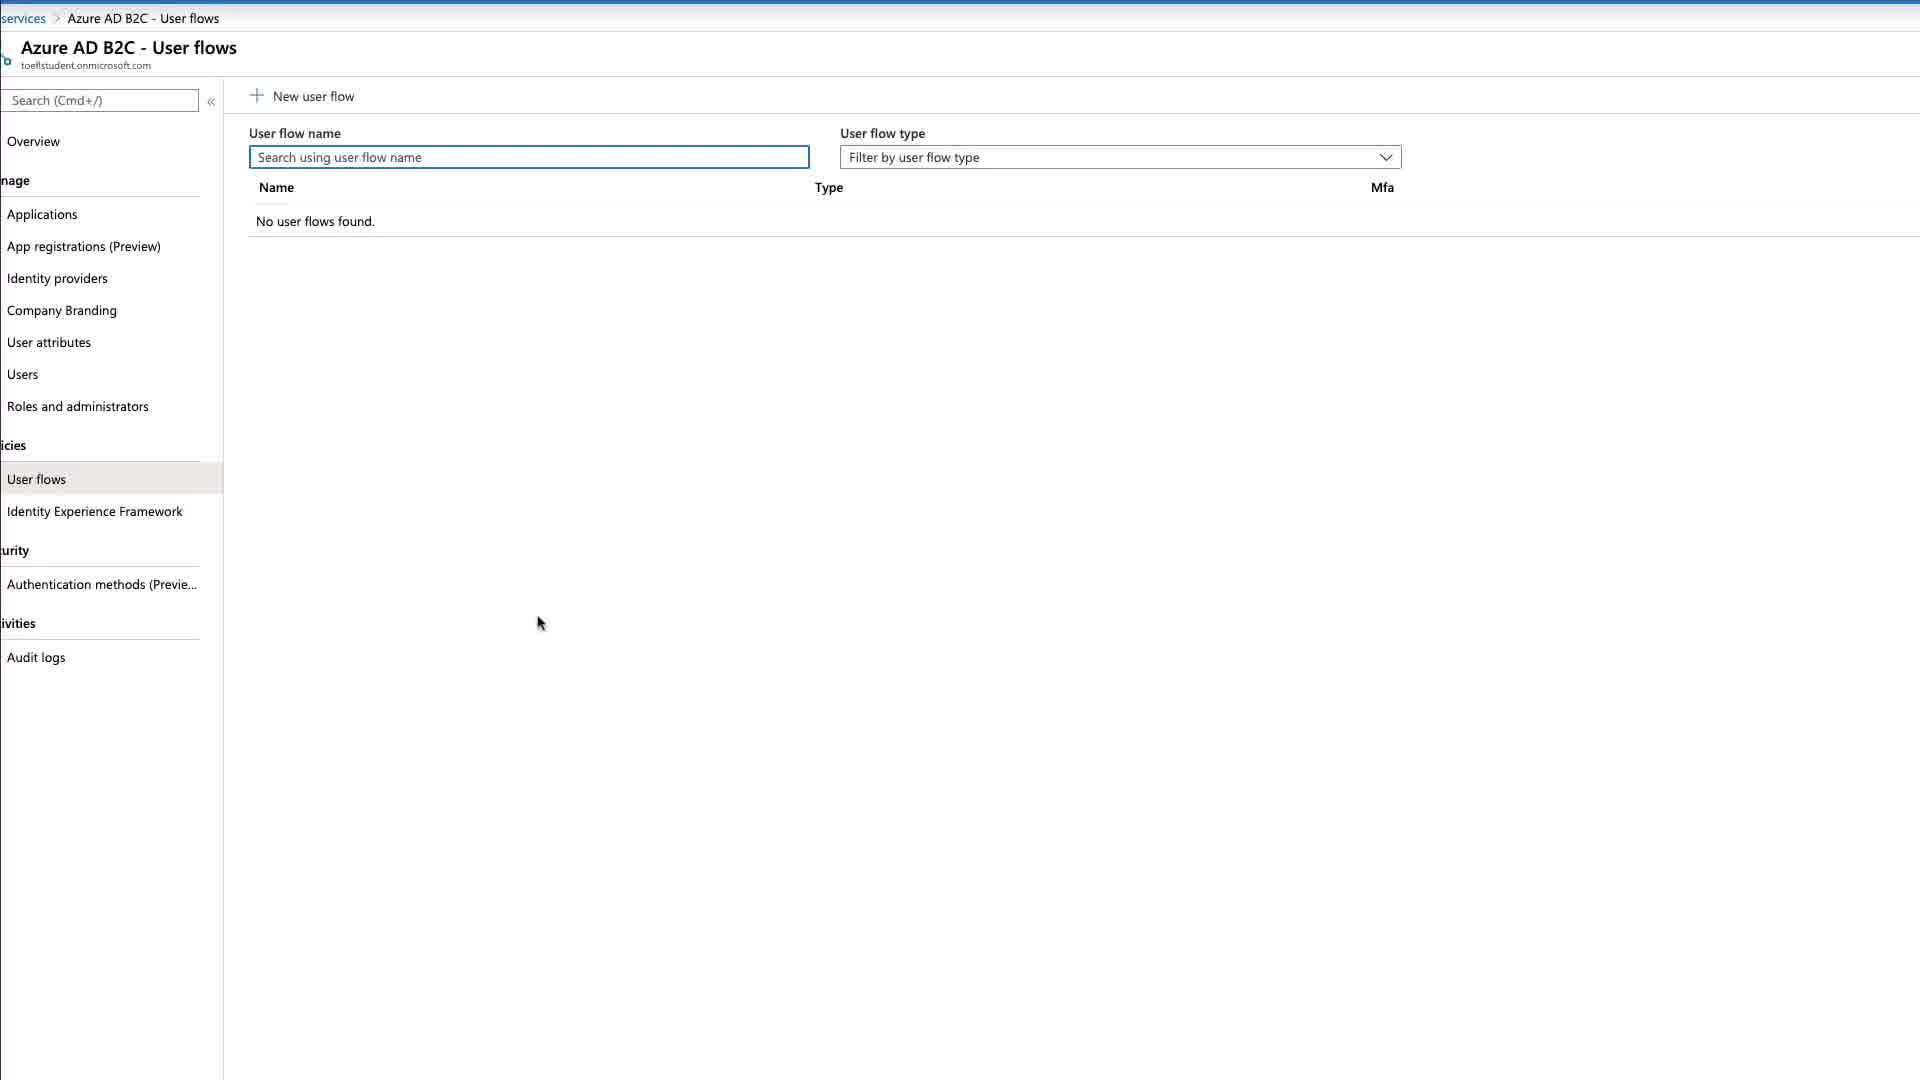 services > Azure AD B2C - User flows
Azure AD B2C - User flows
toeflstudent.onmicrosoft.com
Search (Cmd+/)
«
Overview
nage
Applications
App registrations (Preview)
Identity providers
Company Branding
User attributes
Users
Roles and administrators
icies
User flows
Identity Experience Framework
urity
Authentication methods (Previe...
ivities
Audit logs
New user flow
User flow name
User flow type
Search using user flow name
Filter by user flow type
Name Type Mfa
No user flows found.